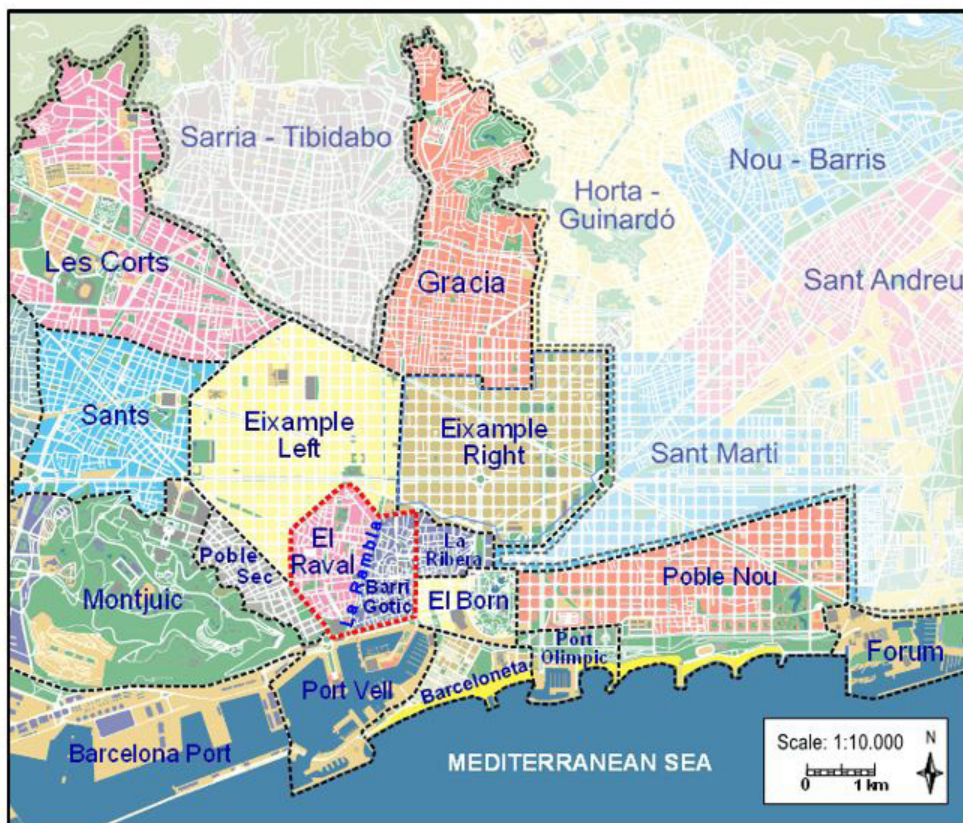 Sarria - Tibidabo
Nou - Barris
Horta -
Guinardó
Les Corts
Gracia
Sant Andreu
Sants
Eixample
Left
Eixample
Right
Sant Marti
El
Raval
La Rambla
La
Ribera
Poble
Sec
Barri
Gotic
Poble Nou
Montjuic
El Born
Port
Olimpic
Forum
Port Vell
Barceloneta
Barcelona Port
MEDITERRANEAN SEA
Scale: 1:10.000
N
0 1 km